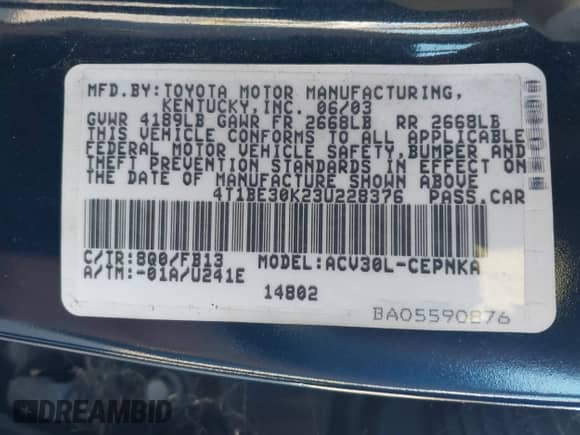 MFD.BY:TOYOTA MOTOR MANUFACTURING,
KENTUCKY,INC. 06/03
GVWR 4189LB GAWR FR 2668LB RR 2668LB
THIS VEHICLE CONFORMS TO ALL APPLICABLE
FEDERAL MOTOR VEHICLE SAFETY,BUMPER AND
THEFT PREVENTION STANDARDS IN EFFECT ON
THE DATE OF MANUFACTURE SHOWN ABOVE
4T1BE30K23U228376 PASS.CAR
C/TR:8Q0/FB13 MODEL:ACV30L-CEPNKA
A/TM:-01A/U241E
14802
BA05590876
DREAMBID